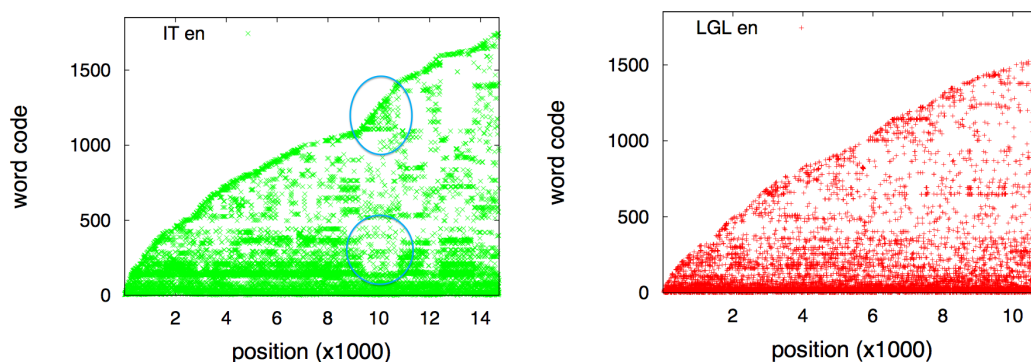 IT en
1500
1000
500
0
word code
2 4 6 8 10 12 14
position (x1000)
LGL en
1500
1000
500
0
word code
2 4 6 8 10
position (x1000)